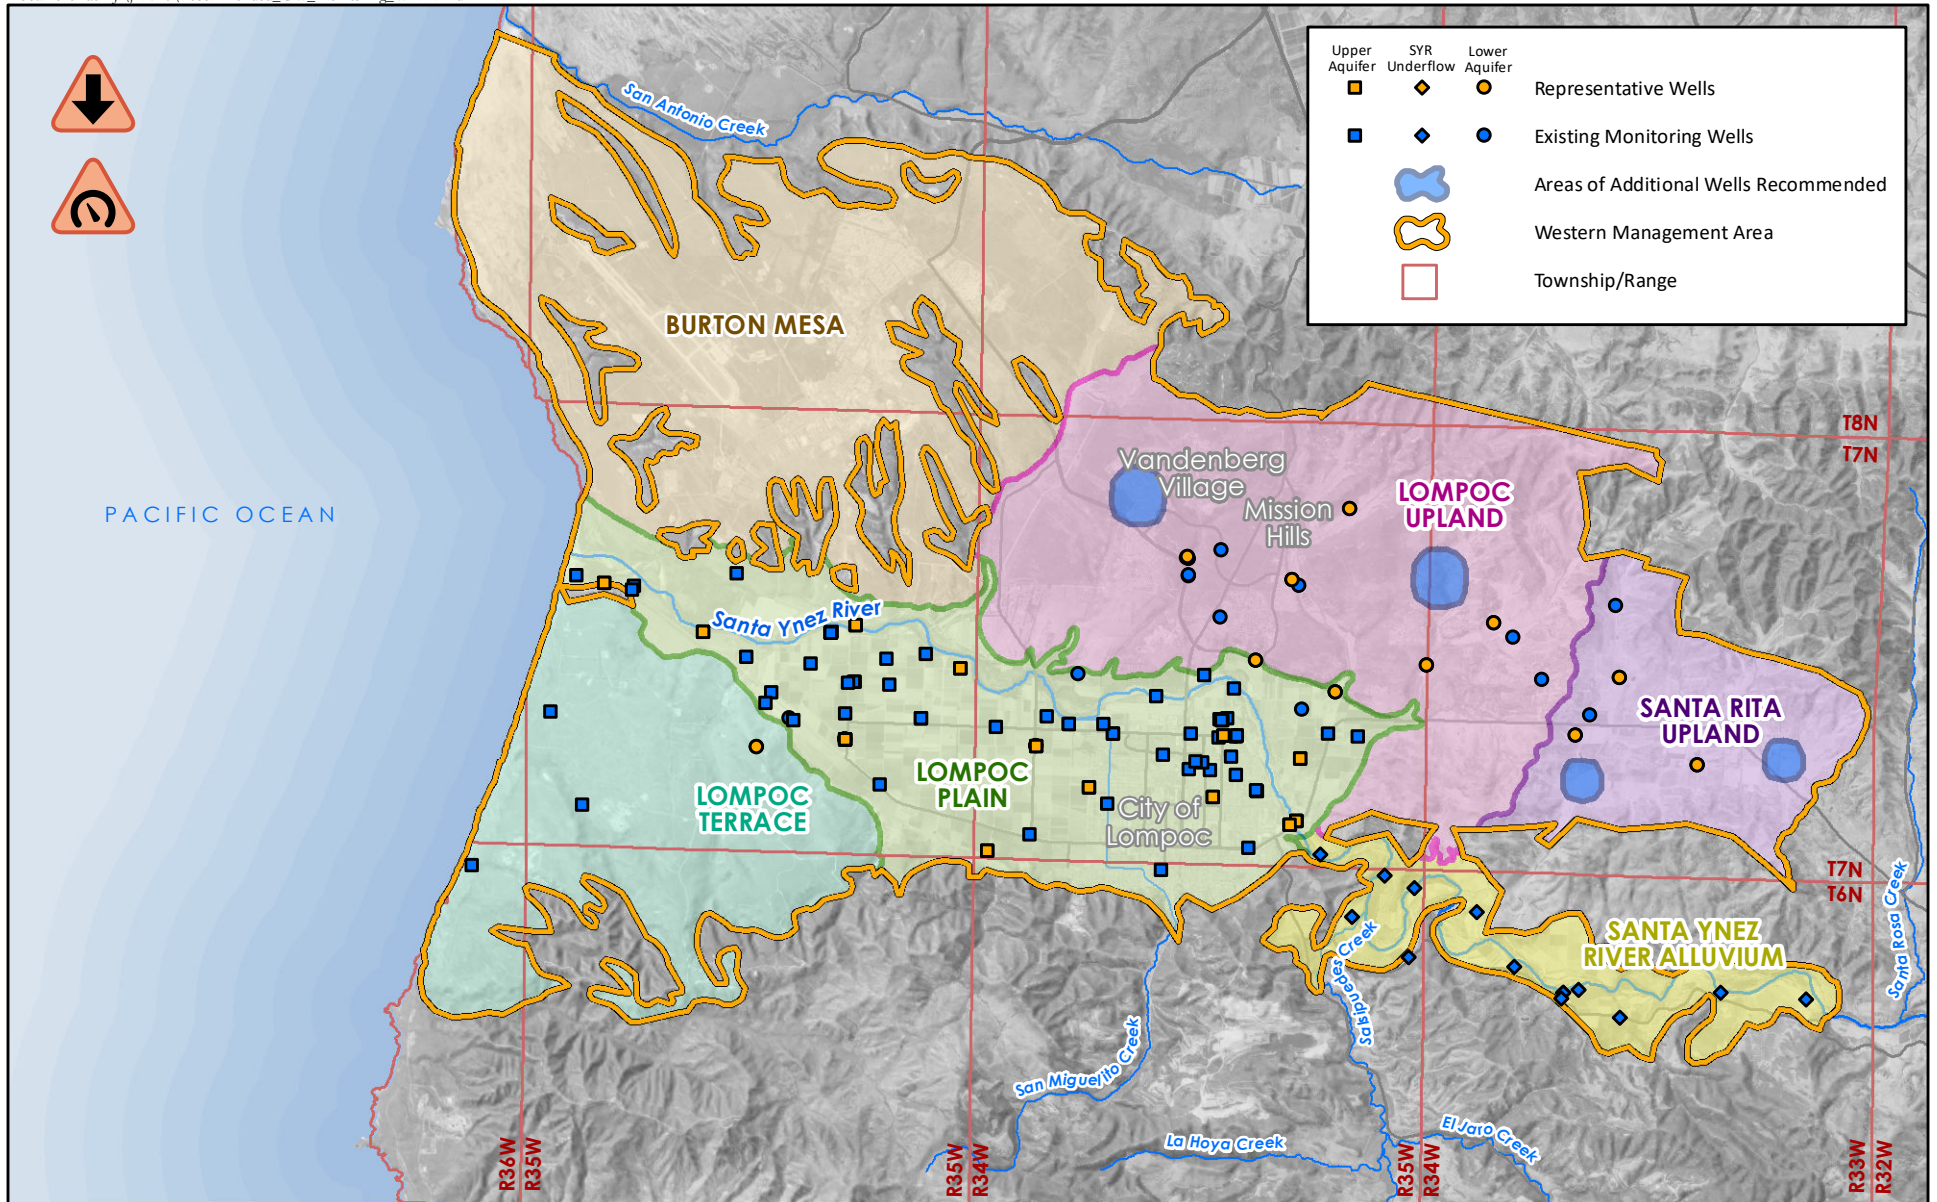 Upper
Aquifer
SYR
Underflow
Lower
Aquifer
Representative Wells
Existing Monitoring Wells
Areas of Additional Wells Recommended
Western Management Area
Township/Range
San Antonio Creek
BURTON MESA
T8N
T7N
Vandenberg
Village
LOMPOC
UPLAND
Mission
Hills
PACIFIC OCEAN
Santa Ynez River
SANTA RITA
UPLAND
LOMPOC
PLAIN
LOMPOC
TERRACE
City of
Lompoc
T7N
T6N
SANTA YNEZ
RIVER ALLUVIUM
Santa Rosa Creek
Salsipuedes Creek
San Miguelito Creek
La Hoya Creek
El Jaro Creek
R36W
R35W
R35W
R34W
R35W
R34W
R33W
R32W